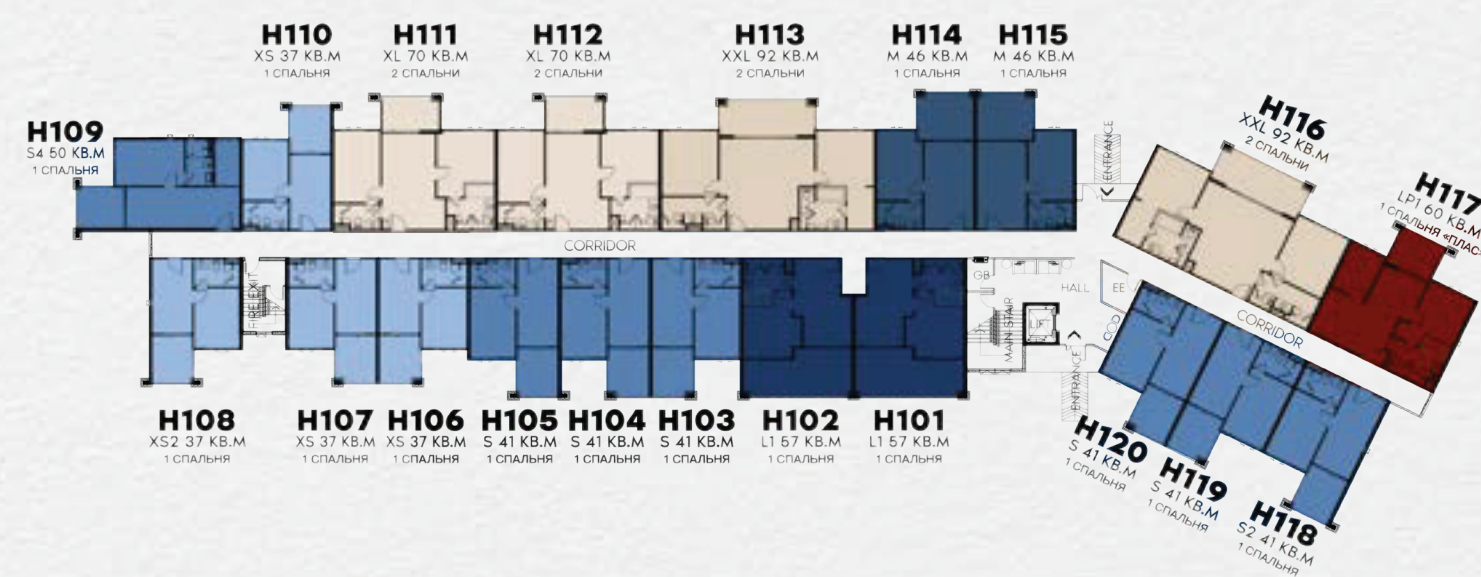 H110
XS 37 КВ.М
1 СПАЛЬНЯ
H111
XL 70 КВ.М
2 СПАЛЬНИ
H112
XL 70 КВ.М
2 СПАЛЬНИ
H113
XXL 92 КВ.М
2 СПАЛЬНИ
H114
M 46 КВ.М
1 СПАЛЬНЯ
H115
M 46 КВ.М
1 СПАЛЬНЯ
H109
S4 50 КВ.М
1 СПАЛЬНЯ
ENTRANCE
H116
XXL 92 КВ.М
2 СПАЛЬНИ
H117
LP1 60 КВ.М
1 СПАЛЬНЯ «ПЛАС»
CORRIDOR
FIRE EXIT
GB
HALL
EE
LIFT
MAIN STAIR
CORRIDOR
ENTRANCE
H108
XS2 37 КВ.М
1 СПАЛЬНЯ
H107
XS 37 КВ.М
1 СПАЛЬНЯ
H106
XS 37 КВ.М
1 СПАЛЬНЯ
H105
S 41 КВ.М
1 СПАЛЬНЯ
H104
S 41 КВ.М
1 СПАЛЬНЯ
H103
S 41 КВ.М
1 СПАЛЬНЯ
H102
L1 57 КВ.М
1 СПАЛЬНЯ
H101
L1 57 КВ.М
1 СПАЛЬНЯ
H120
S 41 КВ.М
1 СПАЛЬНЯ
H119
S 41 КВ.М
1 СПАЛЬНЯ
H118
S2 41 КВ.М
1 СПАЛЬНЯ